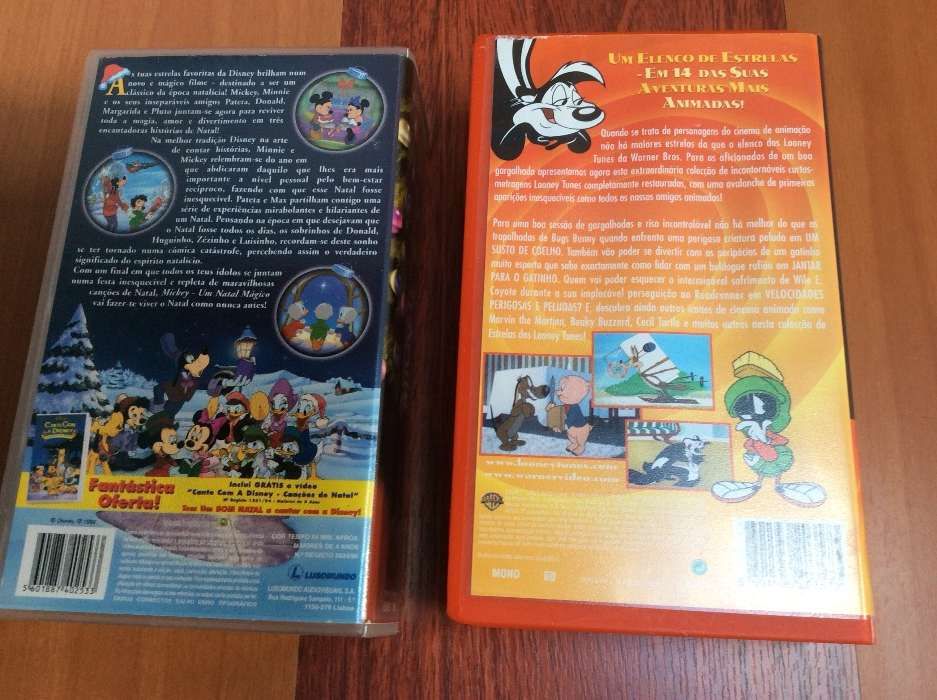 As tuas estrelas favoritas da Disney brilham num
novo e mágico filme - destinado a ser um
clássico da época natalícia! Mickey, Minnie
e os seus inseparáveis amigos Pateta, Donald,
Margarida e Pluto juntam-se agora para reviver
toda a magia, amor e divertimento em três
encantadoras histórias de Natal!
Na melhor tradição Disney na arte
de contar histórias, Minnie e
Mickey relembram-se do ano em
que abdicaram daquilo que lhes era mais
importante a nível pessoal pelo bem-estar
recíproco, fazendo com que esse Natal fosse
inesquecível. Pateta e Max partilham contigo uma
série de experiências mirabolantes e hilariantes de
um Natal. Pensando na época em que desejavam que
o Natal fosse todos os dias, os sobrinhos de Donald,
Huguinho, Zézinho e Luisinho, recordam-se deste sonho
se ter tornado numa cómica catástrofe, percebendo assim o verdadeiro
significado do espírito natalício.
Com um final em que todos os teus ídolos se juntam
numa festa inesquecível e repleta de maravilhosas
canções de Natal, Mickey - Um Natal Mágico
vai fazer-te viver o Natal como nunca antes!
Fantástica
Oferta!
Inclui GRÁTIS o vídeo
"Canta Com A Disney - Canções de Natal"
Tens Um BOM NATAL a cantar com a Disney!
LUSOMUNDO
LUSOMUNDO AUDIOVISUAIS, S.A.
5 601887 402533
UM ELENCO DE ESTRELAS
- EM 14 DAS SUAS
AVENTURAS MAIS
ANIMADAS!
Quando se trata de personagens do cinema de animação
não há maiores estrelas do que o elenco dos Looney
Tunes da Warner Bros. Para os aficionados de um boa
gargalhada apresentamos agora esta extraordinária colecção de incontornáveis curtas-
metragens Looney Tunes completamente restauradas, com uma avalanche de primeiras
aparições inesquecíveis como todos os nossos amigos animados!
Para uma boa sessão de gargalhadas e riso incontrolável não há melhor do que as
trapalhadas de Bugs Bunny quando enfrenta uma perigosa criatura peluda em UM
SUSTO DE COELHO. Também vão poder se divertir com as peripécias de um gatinho
muito esperto que sabe exactamente como lidar com um buldogue rufião em JANTAR
PARA O GATINHO. Quem vai poder esquecer o interminável sofrimento de Wile E.
Coyote durante a sua implacável perseguição ao Roadrunner em VELOCIDADES
PERIGOSAS E PELUDAS? E, descubra ainda outros astros de cinema animado como
Marvin the Martian, Beaky Buzzard, Cecil Turtle e muitos outros nesta colecção de
Estrelas dos Looney Tunes!
www.looneytunes.com
www.warnervideo.com
MONO